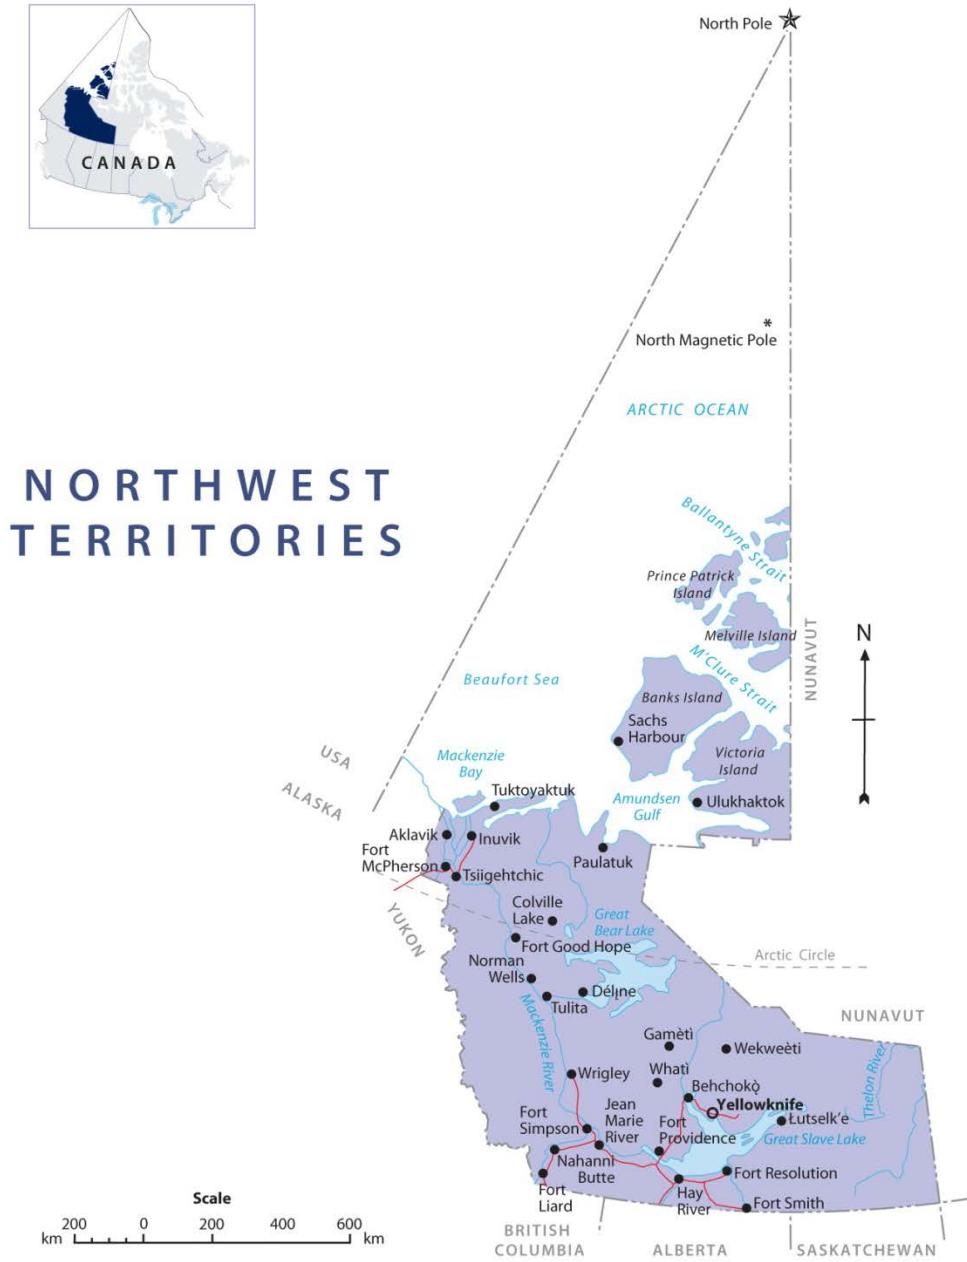 North Pole
CANADA
North Magnetic Pole
ARCTIC OCEAN
NORTHWEST
TERRITORIES
Ballantyne Strait
Prince Patrick
Island
Melville Island
NUNAVUT
N
M'Clure Strait
Beaufort Sea
Banks Island
Sachs
Harbour
Victoria
Island
USA
ALASKA
Mackenzie
Bay
Tuktoyaktuk
Amundsen
Gulf
Ulukhaktok
Aklavik
Inuvik
Fort
McPherson
Tsiigehtchic
Paulatuk
YUKON
Colville
Lake
Great
Bear Lake
Fort Good Hope
Arctic Circle
Norman
Wells
Délįne
Tulita
Mackenzie River
NUNAVUT
Gamètì
Wekweètì
Thelon River
Wrigley
Whatì
Behchokǫ̀
Yellowknife
Łutselk'e
Fort
Simpson
Jean
Marie
River
Fort
Providence
Great Slave Lake
Nahanni
Butte
Fort Resolution
Fort
Liard
Hay
River
Fort Smith
Scale
200 0 200 400 600
km km
BRITISH
COLUMBIA
ALBERTA
SASKATCHEWAN